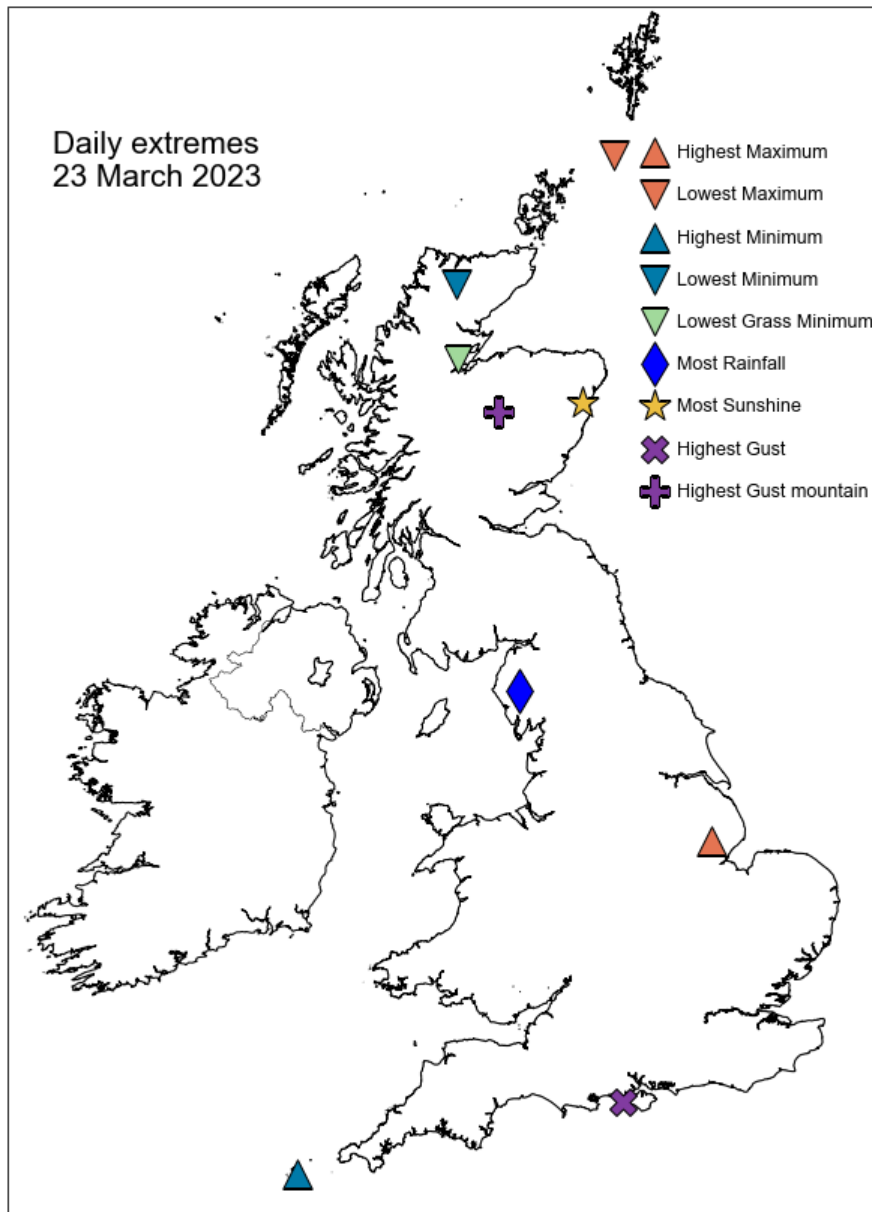 Daily extremes
23 March 2023
Highest Maximum
Lowest Maximum
Highest Minimum
Lowest Minimum
Lowest Grass Minimum
Most Rainfall
Most Sunshine
Highest Gust
Highest Gust mountain